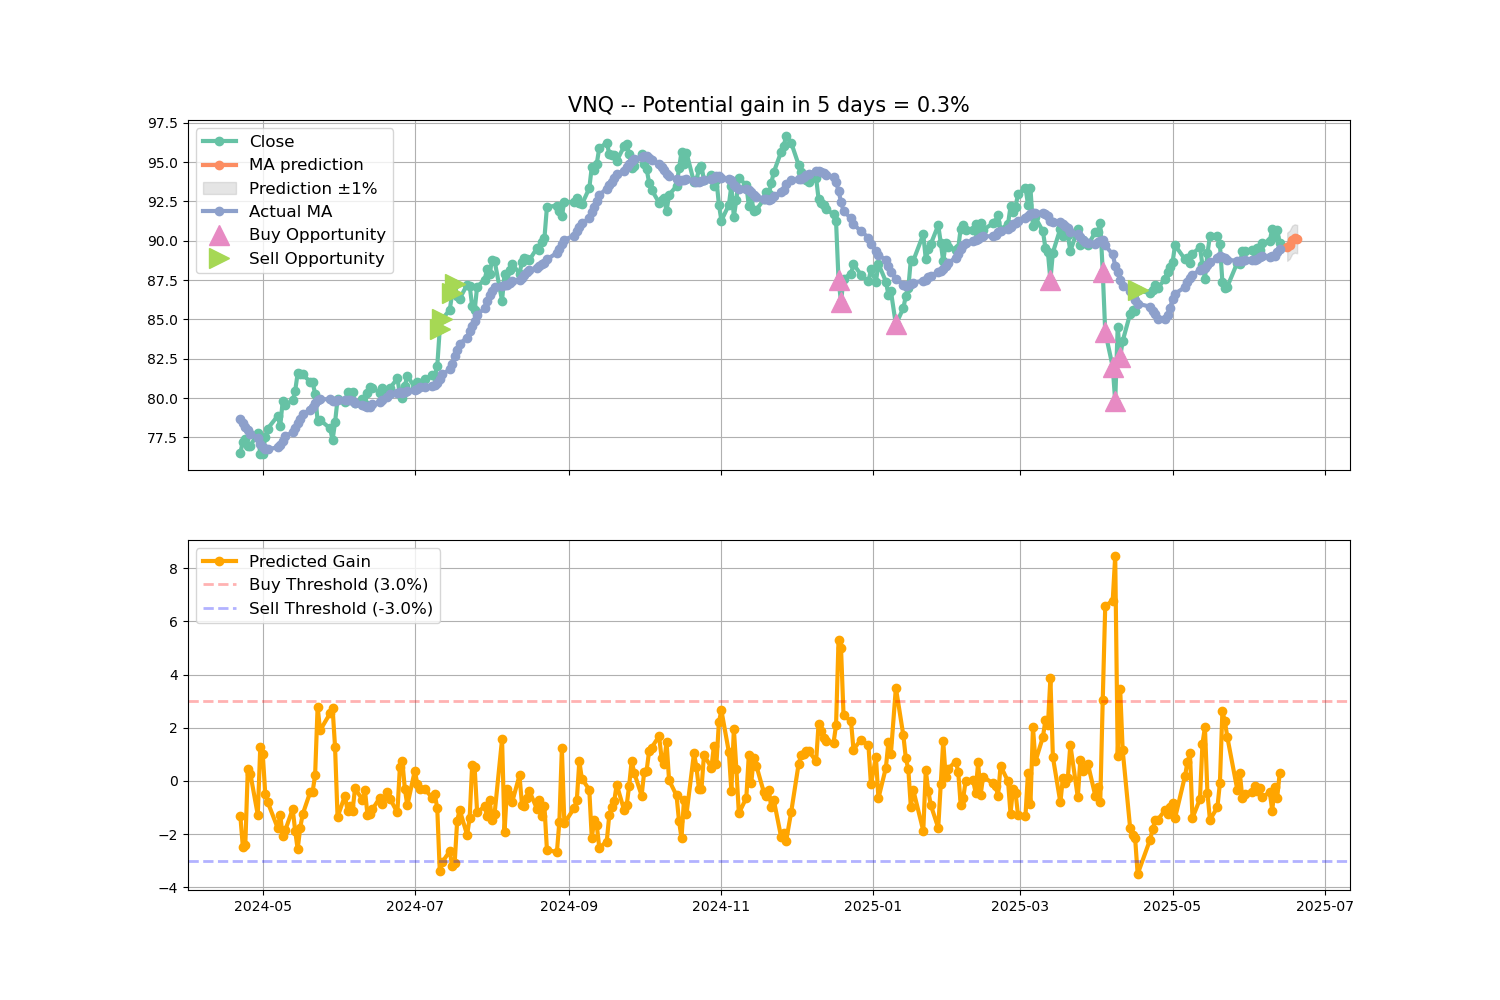 VNQ -- Potential gain in 5 days = 0.3%
97.5
95.0
92.5
90.0
87.5
85.0
82.5
80.0
77.5
Close
MA prediction
Prediction ±1%
Actual MA
Buy Opportunity
Sell Opportunity
8
6
4
2
0
−2
−4
Predicted Gain
Buy Threshold (3.0%)
Sell Threshold (-3.0%)
2024-05
2024-07
2024-09
2024-11
2025-01
2025-03
2025-05
2025-07